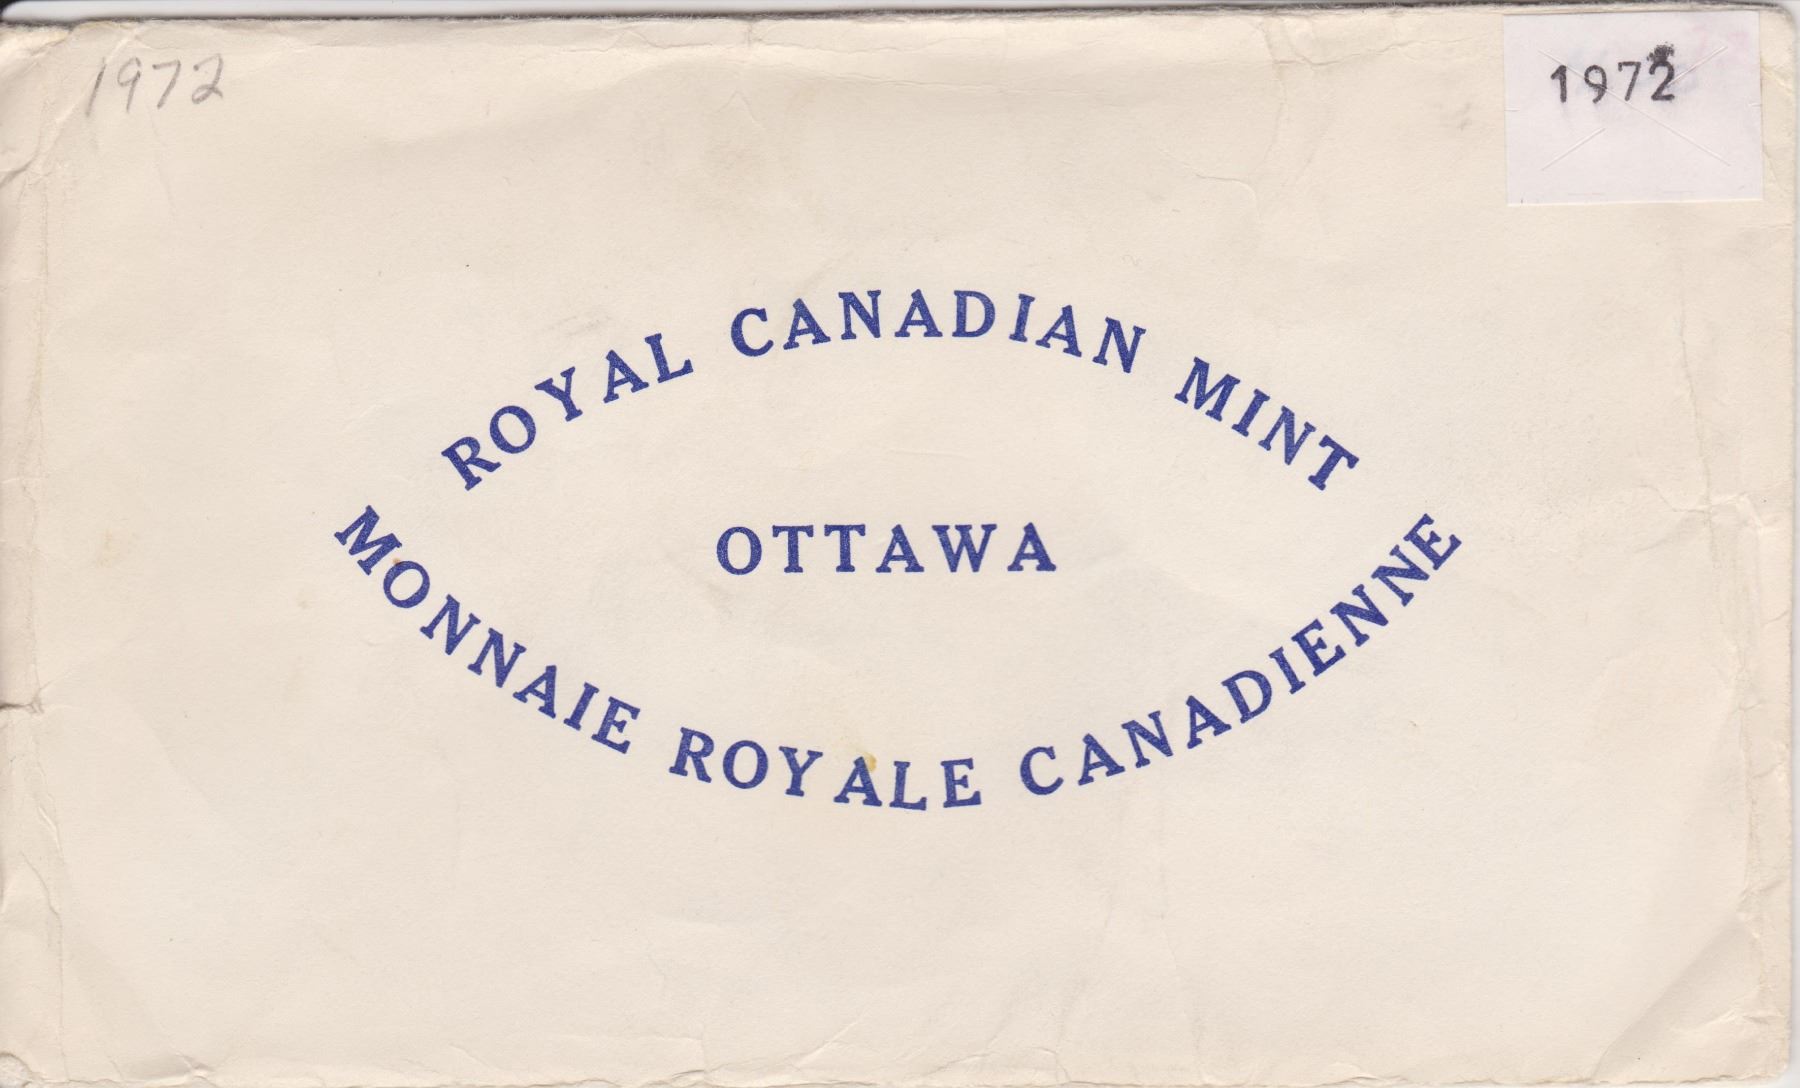 1972
1972
ROYAL CANADIAN MINT
OTTAWA
MONNAIE ROYALE CANADIENNE